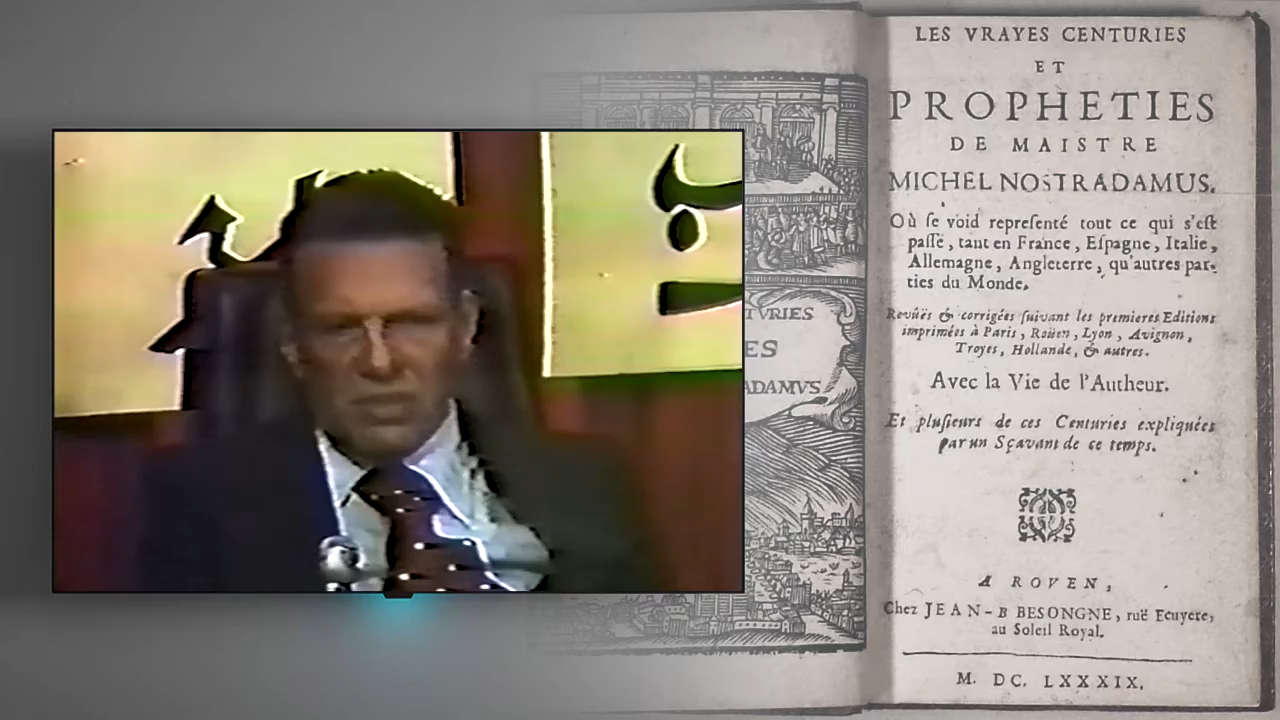 TVRIES
ES
ADAMVS
LES VRAYES CENTURIES
ET
PROPHETIES
DE MAISTRE
MICHEL NOSTRADAMUS.
Où ſe void repreſenté tout ce qui s'eſt
paſſé, tant en France, Eſpagne, Italie,
Allemagne, Angleterre, qu'autres par-
ties du Monde.
Revûës & corrigées ſuivant les premieres Editions
imprimées à Paris, Roüen, Lyon, Avignon,
Troyes, Hollande, & autres.
Avec la Vie de l'Autheur.
Et pluſieurs de ces Centuries expliquées
par un Sçavant de ce temps.
A ROVEN,
Chez JEAN-B BESONGNE, ruë Ecuyere,
au Soleil Royal.
M. DC. LXXXIX.